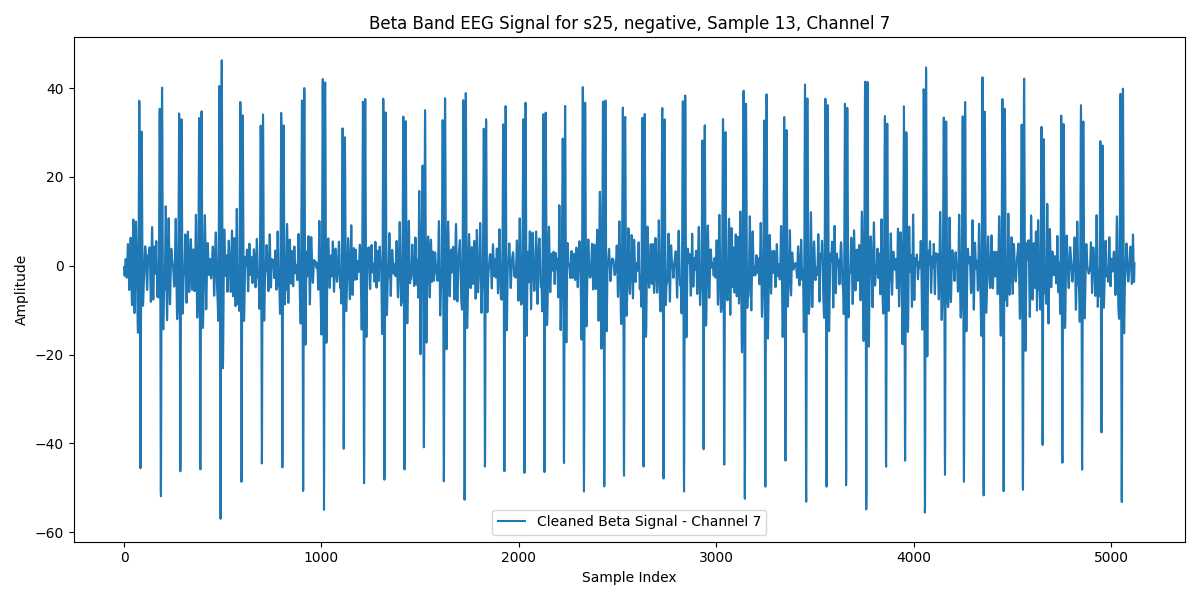 Beta Band EEG Signal for s25, negative, Sample 13, Channel 7
Amplitude
40
20
0
−20
−40
−60
Cleaned Beta Signal - Channel 7
0 1000 2000 3000 4000 5000
Sample Index